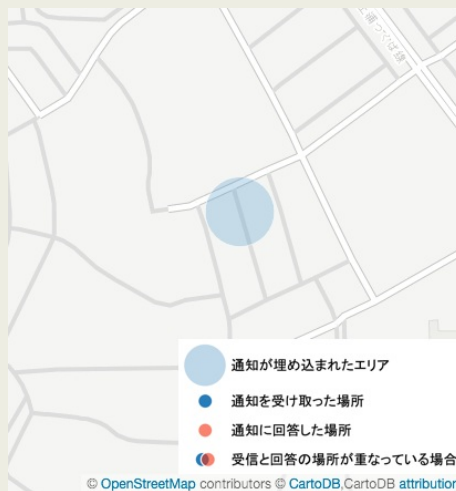 通知が埋め込まれたエリア
通知を受け取った場所
通知に回答した場所
受信と回答の場所が重なっている場合
© OpenStreetMap contributors © CartoDB,CartoDB attribution